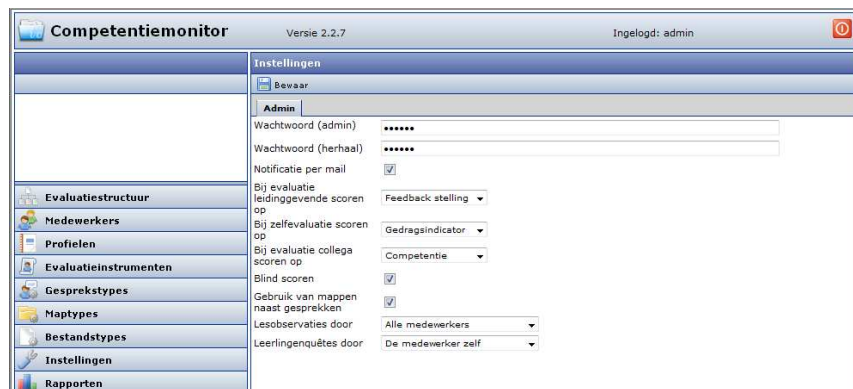 Competentiemonitor Versie 2.2.7 Ingelogd: admin
Instellingen
Bewaar
Admin
Wachtwoord (admin) ••••••
Wachtwoord (herhaal) ••••••
Notificatie per mail
Bij evaluatie
leidinggevende scoren
op
Feedback stelling
Bij zelfevaluatie scoren
op
Gedragsindicator
Bij evaluatie collega
scoren op
Competentie
Blind scoren
Gebruik van mappen
naast gesprekken
Lesobservaties door Alle medewerkers
Leerlingenquêtes door De medewerker zelf
Evaluatiestructuur
Medewerkers
Profielen
Evaluatieinstrumenten
Gesprekstypes
Maptypes
Bestandstypes
Instellingen
Rapporten